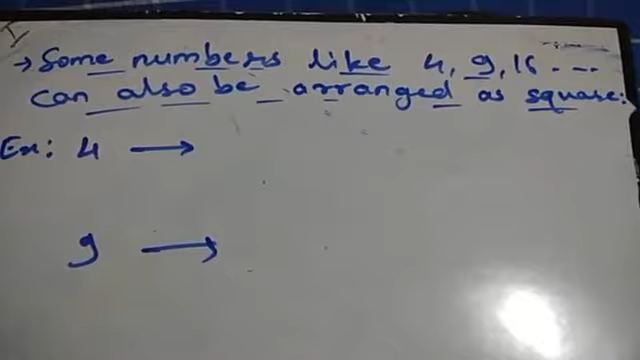 → Some numbers like 4, 9, 16 ....
can also be arranged as square:
Ex: 4 →
9 →